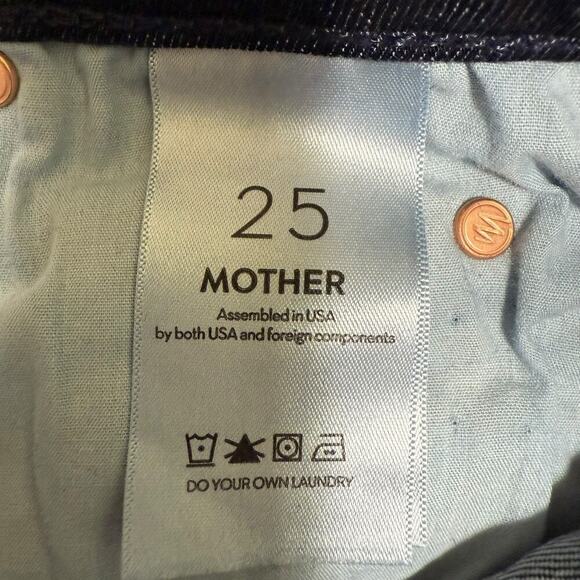 25
MOTHER
Assembled in USA
by both USA and foreign components
DO YOUR OWN LAUNDRY
M